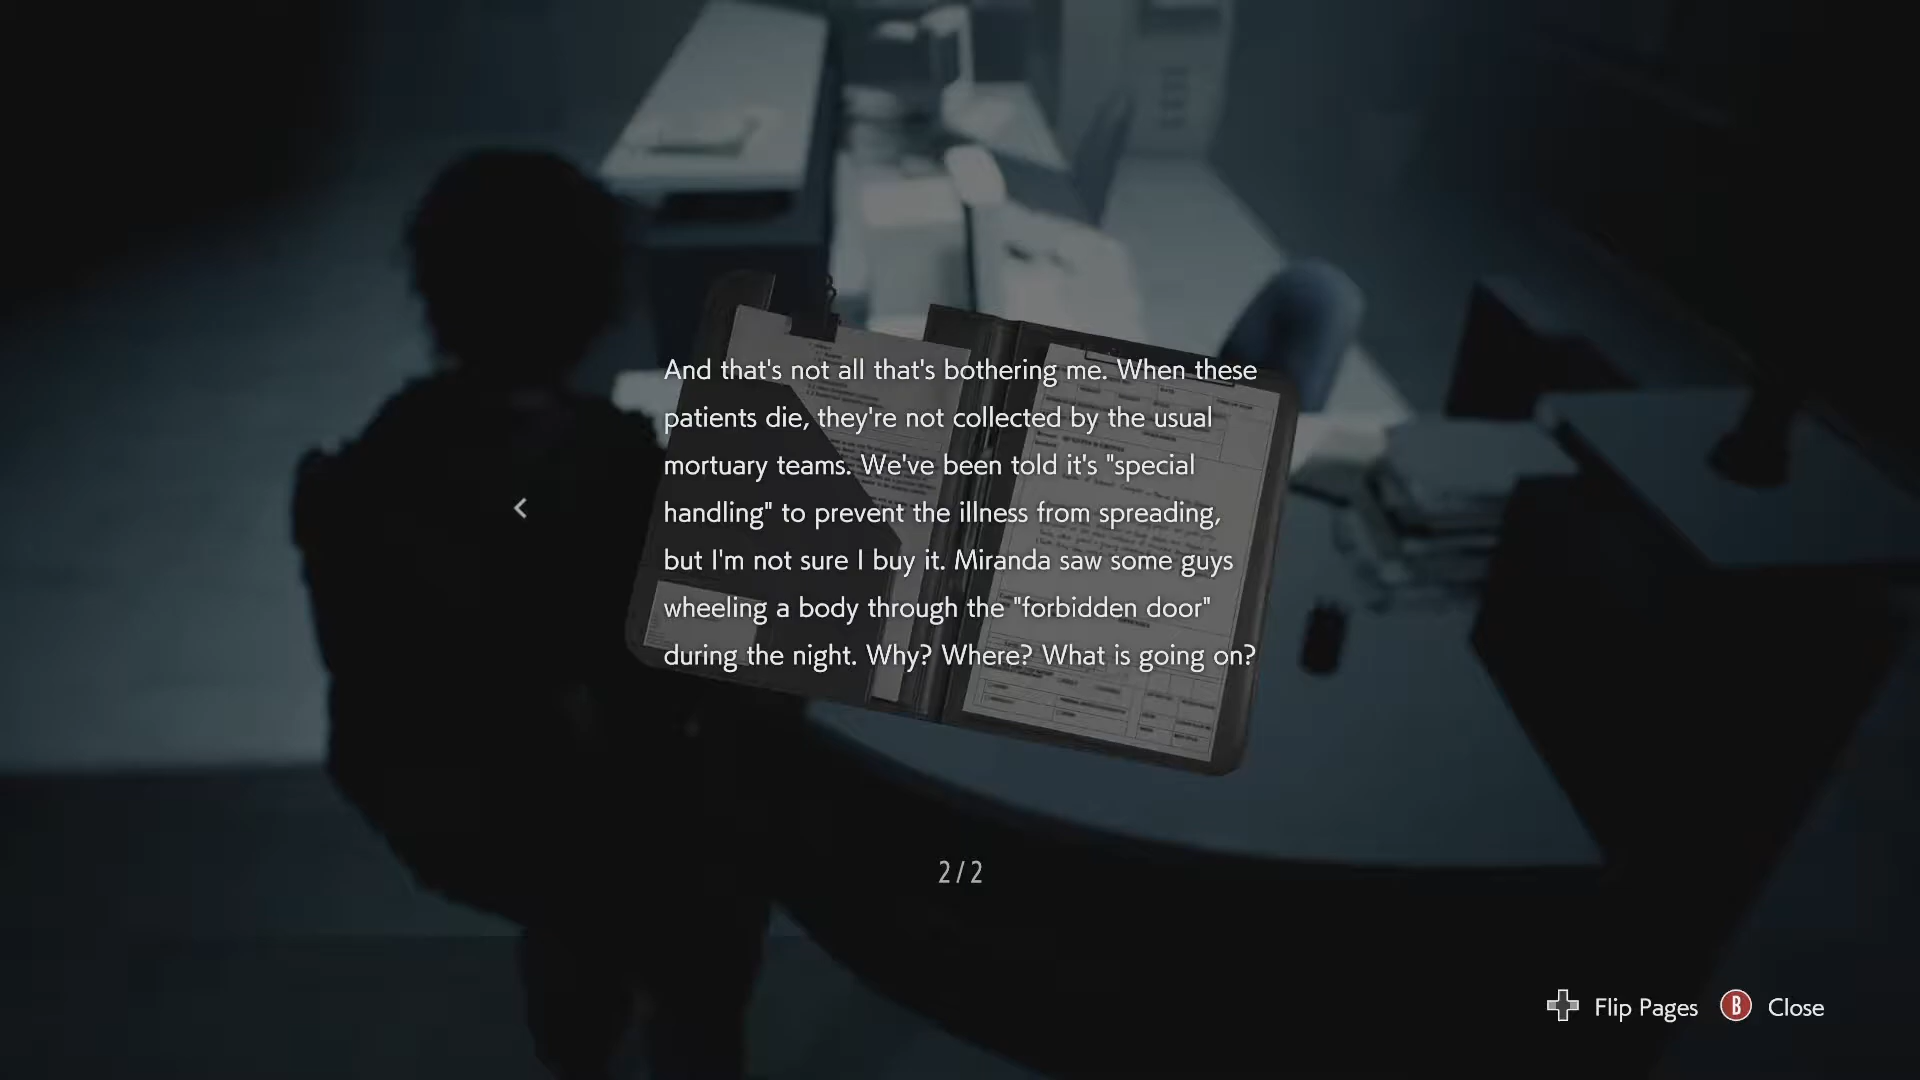 And that's not all that's bothering me. When these
patients die, they're not collected by the usual
mortuary teams. We've been told it's "special
handling" to prevent the illness from spreading,
but I'm not sure I buy it. Miranda saw some guys
wheeling a body through the "forbidden door"
during the night. Why? Where? What is going on?
2 / 2
Flip Pages B Close